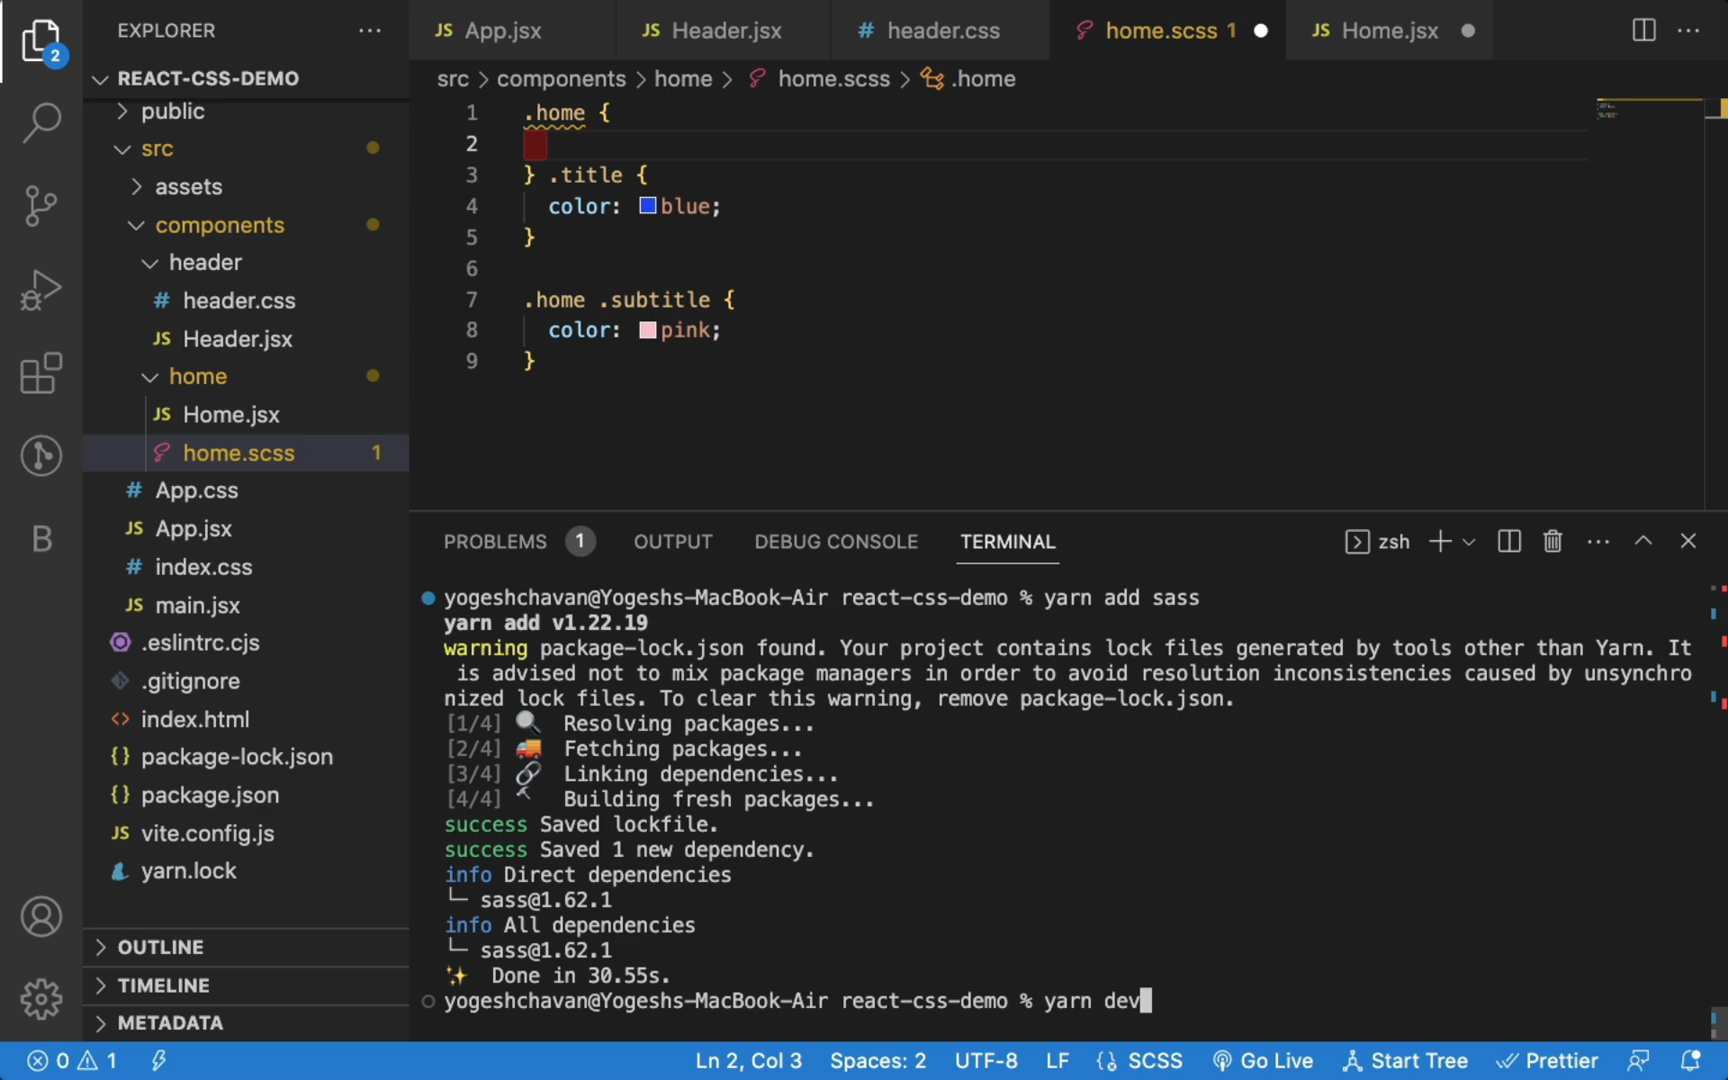 EXPLORER
2
REACT-CSS-DEMO
public
src
assets
components
header
# header.css
JS Header.jsx
home
JS Home.jsx
home.scss 1
# App.css
JS App.jsx
# index.css
JS main.jsx
.eslintrc.cjs
.gitignore
<> index.html
{} package-lock.json
{} package.json
JS vite.config.js
yarn.lock
OUTLINE
TIMELINE
METADATA
B
JS App.jsx
JS Header.jsx
# header.css
home.scss 1
JS Home.jsx
src > components > home > home.scss > .home
1 .home {
2
3 } .title {
4 color: blue;
5 }
6
7 .home .subtitle {
8 color: pink;
9 }
PROBLEMS 1 OUTPUT DEBUG CONSOLE TERMINAL
zsh
yogeshchavan@Yogeshs-MacBook-Air react-css-demo % yarn add sass
yarn add v1.22.19
warning package-lock.json found. Your project contains lock files generated by tools other than Yarn. It
is advised not to mix package managers in order to avoid resolution inconsistencies caused by unsynchro
nized lock files. To clear this warning, remove package-lock.json.
[1/4] 🔍 Resolving packages...
[2/4] 🚚 Fetching packages...
[3/4] 🔗 Linking dependencies...
[4/4] 🔨 Building fresh packages...
success Saved lockfile.
success Saved 1 new dependency.
info Direct dependencies
└─ sass@1.62.1
info All dependencies
└─ sass@1.62.1
✨ Done in 30.55s.
yogeshchavan@Yogeshs-MacBook-Air react-css-demo % yarn dev
0 1 Ln 2, Col 3 Spaces: 2 UTF-8 LF {} SCSS Go Live Start Tree Prettier